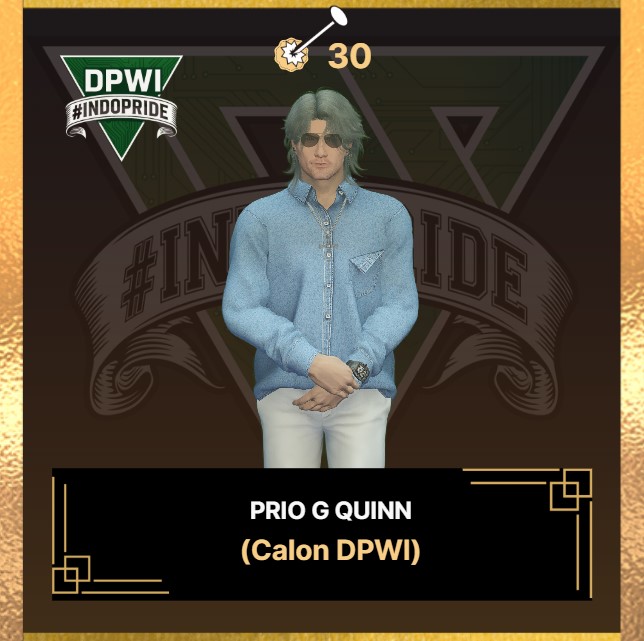 30
DPWI
#INDOPRIDE
#INDOPRIDE
PRIO G QUINN
(Calon DPWI)